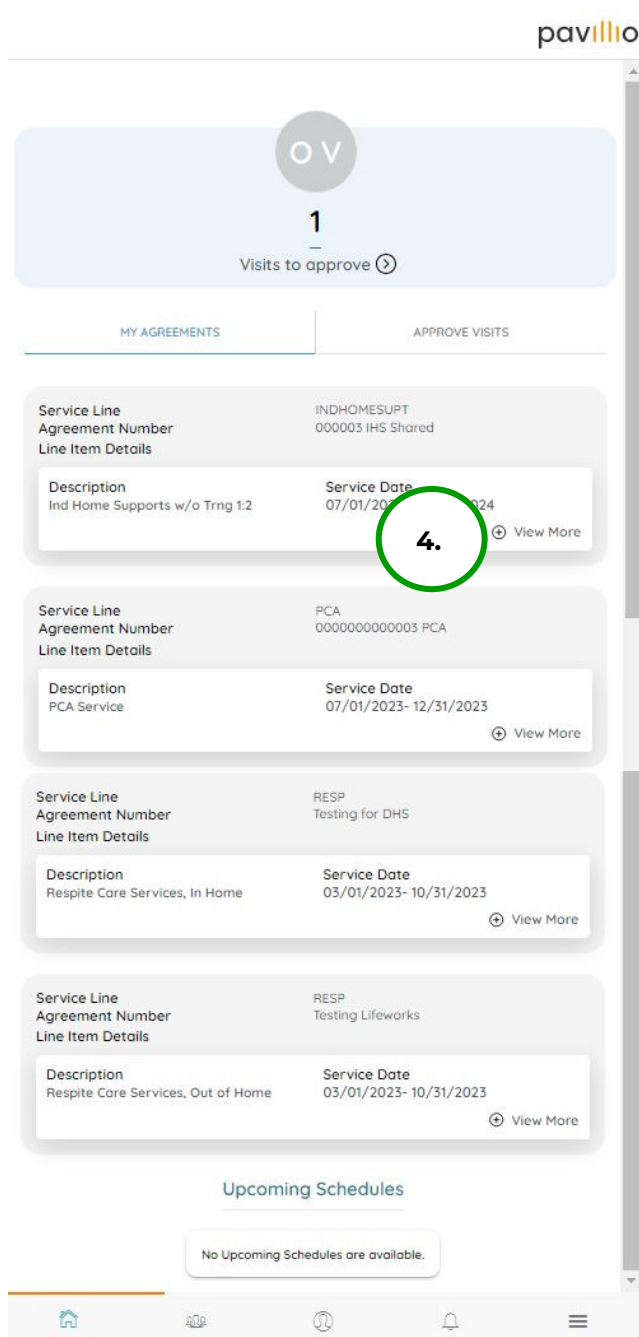 pavillio
O V
1
Visits to approve
MY AGREEMENTS APPROVE VISITS
Service Line INDHOMESUPT
Agreement Number 000003 IHS Shared
Line Item Details
Description Service Date
Ind Home Supports w/o Trng 1:2 07/01/20 24
4.
View More
Service Line PCA
Agreement Number 0000000000003 PCA
Line Item Details
Description Service Date
PCA Service 07/01/2023- 12/31/2023
View More
Service Line RESP
Agreement Number Testing for DHS
Line Item Details
Description Service Date
Respite Care Services, In Home 03/01/2023- 10/31/2023
View More
Service Line RESP
Agreement Number Testing Lifeworks
Line Item Details
Description Service Date
Respite Care Services, Out of Home 03/01/2023- 10/31/2023
View More
Upcoming Schedules
No Upcoming Schedules are available.